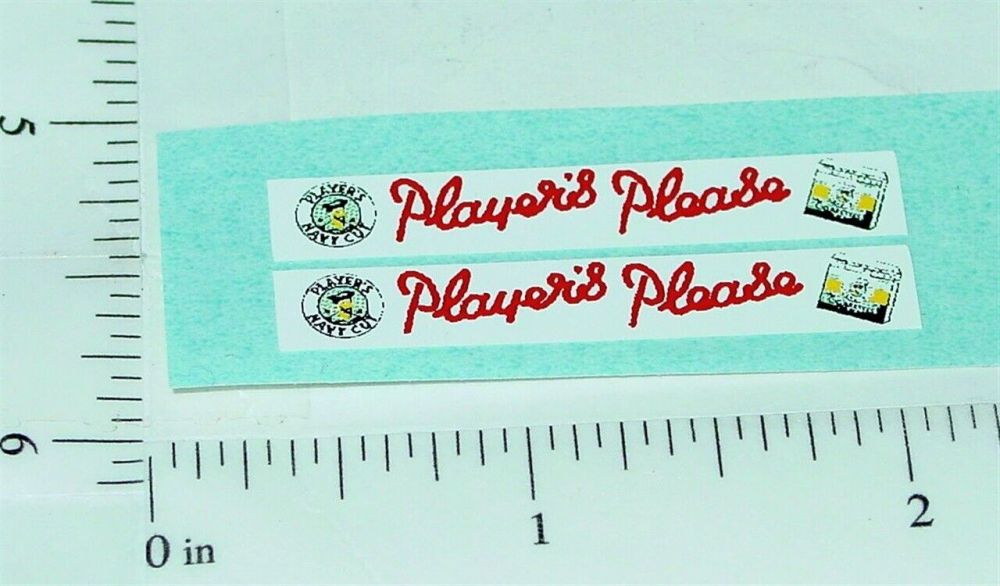 5
PLAYER'S
NAVY CUT
Player's Please
PLAYER'S
NAVY CUT
Player's Please
6
0 in
1
2